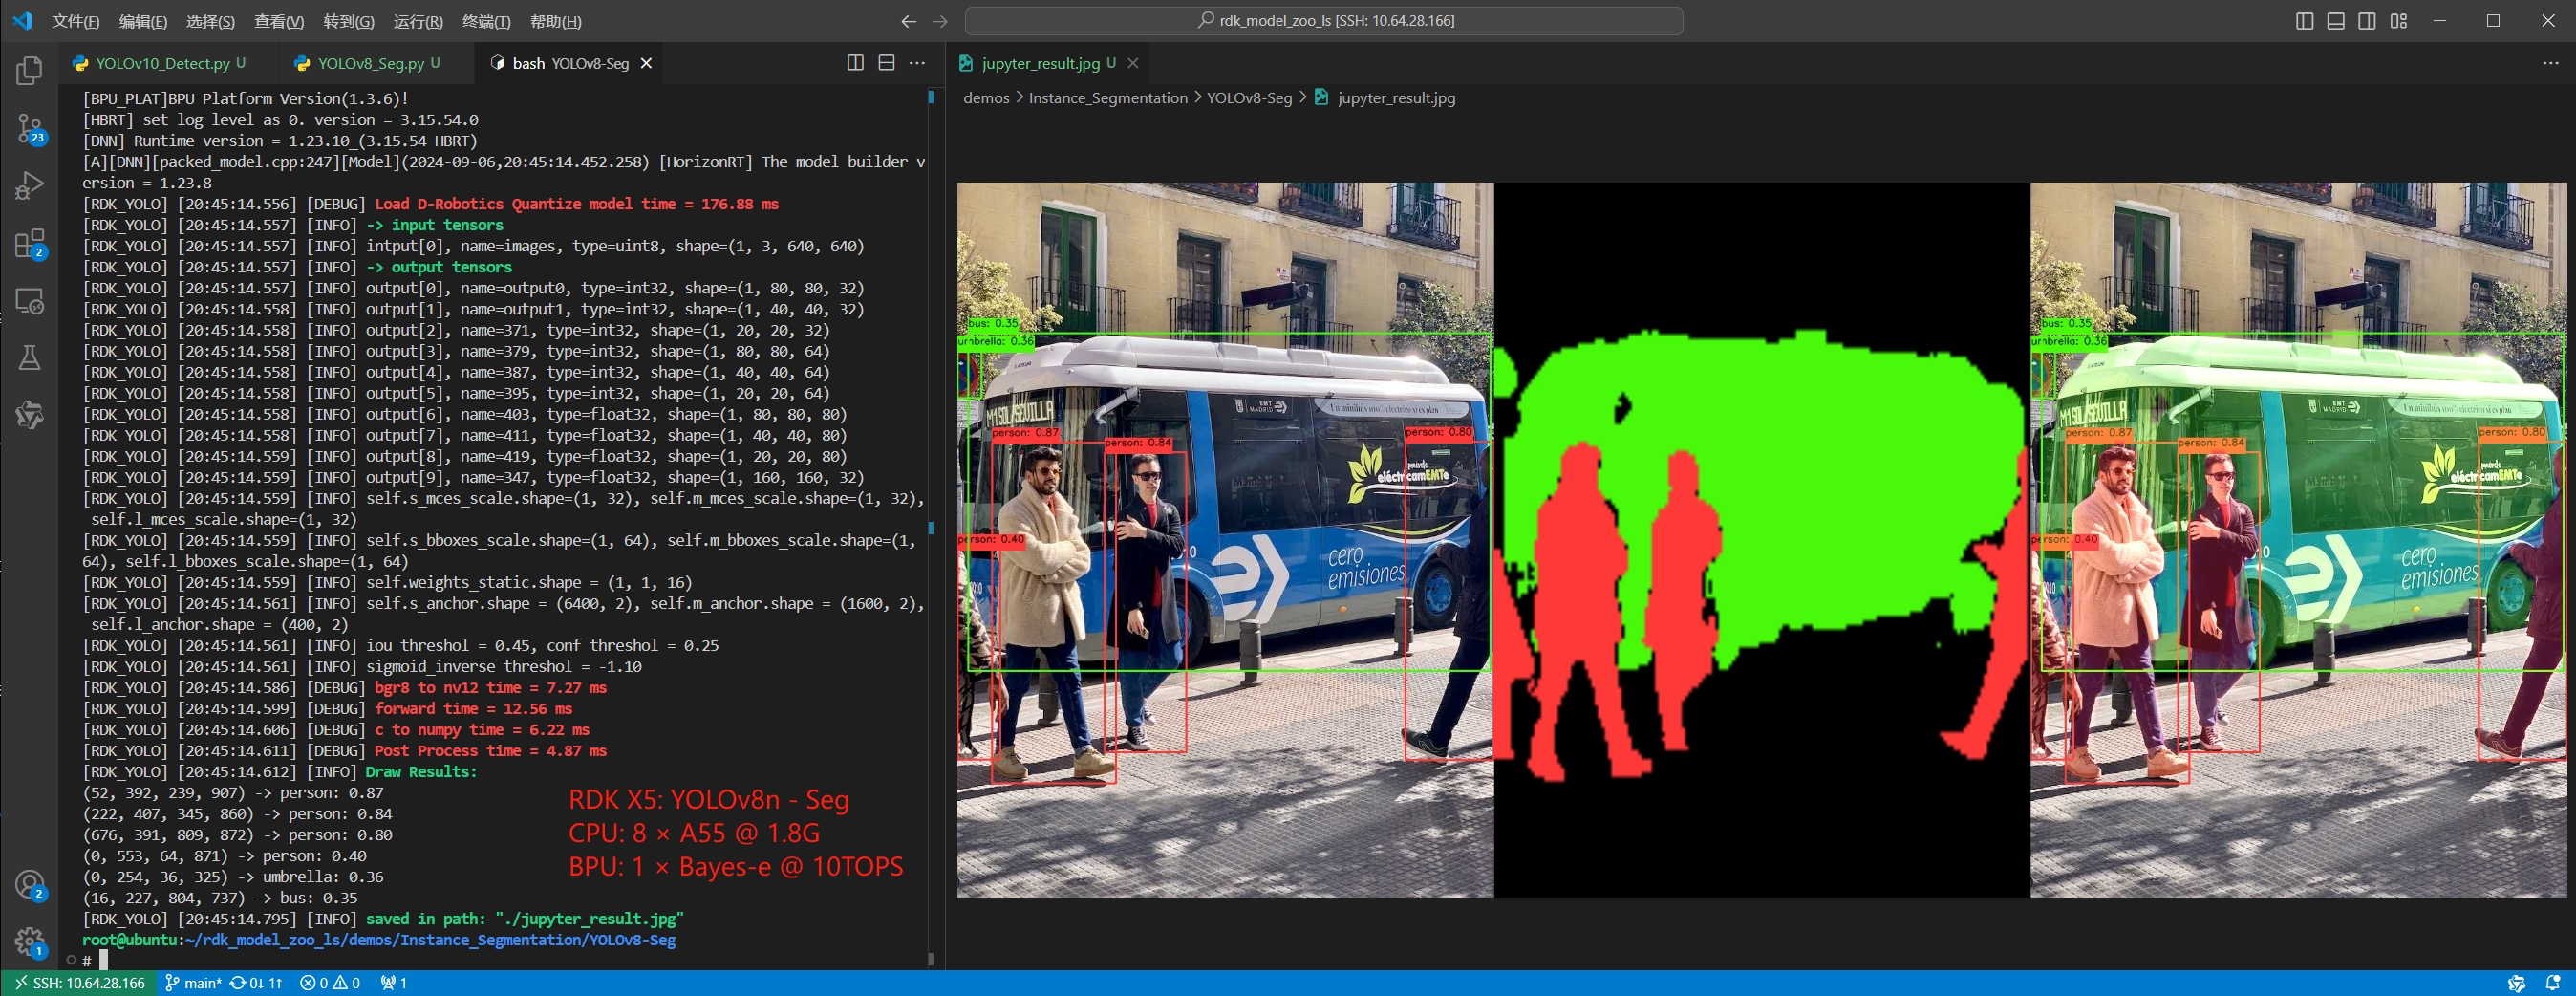 文件(F) 编辑(E) 选择(S) 查看(V) 转到(G) 运行(R) 终端(T) 帮助(H)
rdk_model_zoo_ls [SSH: 10.64.28.166]
YOLOv10_Detect.py U
YOLOv8_Seg.py U
bash YOLOv8-Seg
[BPU_PLAT]BPU Platform Version(1.3.6)!
[HBRT] set log level as 0. version = 3.15.54.0
[DNN] Runtime version = 1.23.10_(3.15.54 HBRT)
[A][DNN][packed_model.cpp:247][Model](2024-09-06,20:45:14.452.258) [HorizonRT] The model builder v
ersion = 1.23.8
[RDK_YOLO] [20:45:14.556] [DEBUG] Load D-Robotics Quantize model time = 176.88 ms
[RDK_YOLO] [20:45:14.557] [INFO] -> input tensors
[RDK_YOLO] [20:45:14.557] [INFO] intput[0], name=images, type=uint8, shape=(1, 3, 640, 640)
[RDK_YOLO] [20:45:14.557] [INFO] -> output tensors
[RDK_YOLO] [20:45:14.557] [INFO] output[0], name=output0, type=int32, shape=(1, 80, 80, 32)
[RDK_YOLO] [20:45:14.558] [INFO] output[1], name=output1, type=int32, shape=(1, 40, 40, 32)
[RDK_YOLO] [20:45:14.558] [INFO] output[2], name=371, type=int32, shape=(1, 20, 20, 32)
[RDK_YOLO] [20:45:14.558] [INFO] output[3], name=379, type=int32, shape=(1, 80, 80, 64)
[RDK_YOLO] [20:45:14.558] [INFO] output[4], name=387, type=int32, shape=(1, 40, 40, 64)
[RDK_YOLO] [20:45:14.558] [INFO] output[5], name=395, type=int32, shape=(1, 20, 20, 64)
[RDK_YOLO] [20:45:14.558] [INFO] output[6], name=403, type=float32, shape=(1, 80, 80, 80)
[RDK_YOLO] [20:45:14.558] [INFO] output[7], name=411, type=float32, shape=(1, 40, 40, 80)
[RDK_YOLO] [20:45:14.559] [INFO] output[8], name=419, type=float32, shape=(1, 20, 20, 80)
[RDK_YOLO] [20:45:14.559] [INFO] output[9], name=347, type=float32, shape=(1, 160, 160, 32)
[RDK_YOLO] [20:45:14.559] [INFO] self.s_mces_scale.shape=(1, 32), self.m_mces_scale.shape=(1, 32),
self.l_mces_scale.shape=(1, 32)
[RDK_YOLO] [20:45:14.559] [INFO] self.s_bboxes_scale.shape=(1, 64), self.m_bboxes_scale.shape=(1,
64), self.l_bboxes_scale.shape=(1, 64)
[RDK_YOLO] [20:45:14.559] [INFO] self.weights_static.shape = (1, 1, 16)
[RDK_YOLO] [20:45:14.561] [INFO] self.s_anchor.shape = (6400, 2), self.m_anchor.shape = (1600, 2),
self.l_anchor.shape = (400, 2)
[RDK_YOLO] [20:45:14.561] [INFO] iou threshol = 0.45, conf threshol = 0.25
[RDK_YOLO] [20:45:14.561] [INFO] sigmoid_inverse threshol = -1.10
[RDK_YOLO] [20:45:14.586] [DEBUG] bgr8 to nv12 time = 7.27 ms
[RDK_YOLO] [20:45:14.599] [DEBUG] forward time = 12.56 ms
[RDK_YOLO] [20:45:14.606] [DEBUG] c to numpy time = 6.22 ms
[RDK_YOLO] [20:45:14.611] [DEBUG] Post Process time = 4.87 ms
[RDK_YOLO] [20:45:14.612] [INFO] Draw Results:
(52, 392, 239, 907) -> person: 0.87
(222, 407, 345, 860) -> person: 0.84
(676, 391, 809, 872) -> person: 0.80
(0, 553, 64, 871) -> person: 0.40
(0, 254, 36, 325) -> umbrella: 0.36
(16, 227, 804, 737) -> bus: 0.35
[RDK_YOLO] [20:45:14.795] [INFO] saved in path: "./jupyter_result.jpg"
root@ubuntu:~/rdk_model_zoo_ls/demos/Instance_Segmentation/YOLOv8-Seg
#
RDK X5: YOLOv8n - Seg
CPU: 8 × A55 @ 1.8G
BPU: 1 × Bayes-e @ 10TOPS
23
2
2
1
jupyter_result.jpg U
demos > Instance_Segmentation > YOLOv8-Seg > jupyter_result.jpg
bus: 0.35
umbrella: 0.36
M1 SOL/SEVILLA
EMT
MADRID
person: 0.87
person: 0.84
person: 0.80
person: 0.40
cero
emisiones
bus: 0.35
umbrella: 0.36
M1 SOL/SEVILLA
EMT
MADRID
person: 0.87
person: 0.84
person: 0.80
person: 0.40
cero
emisiones
SSH: 10.64.28.166
main*
0↓ 1↑
0
0
1